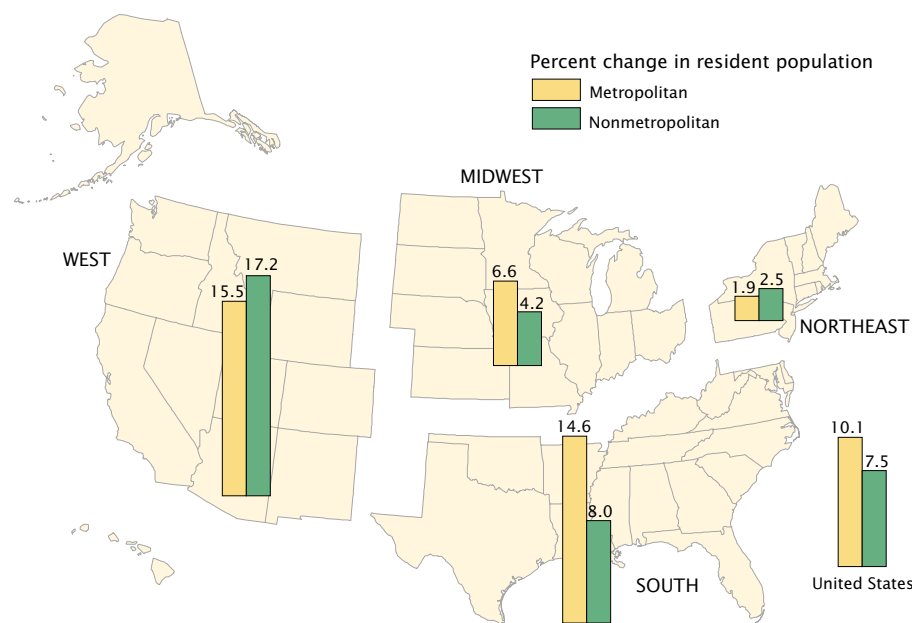 Percent change in resident population
Metropolitan
Nonmetropolitan
MIDWEST
WEST
17.2
15.5
6.6
4.2
1.9
2.5
NORTHEAST
14.6
8.0
10.1
7.5
SOUTH
United States